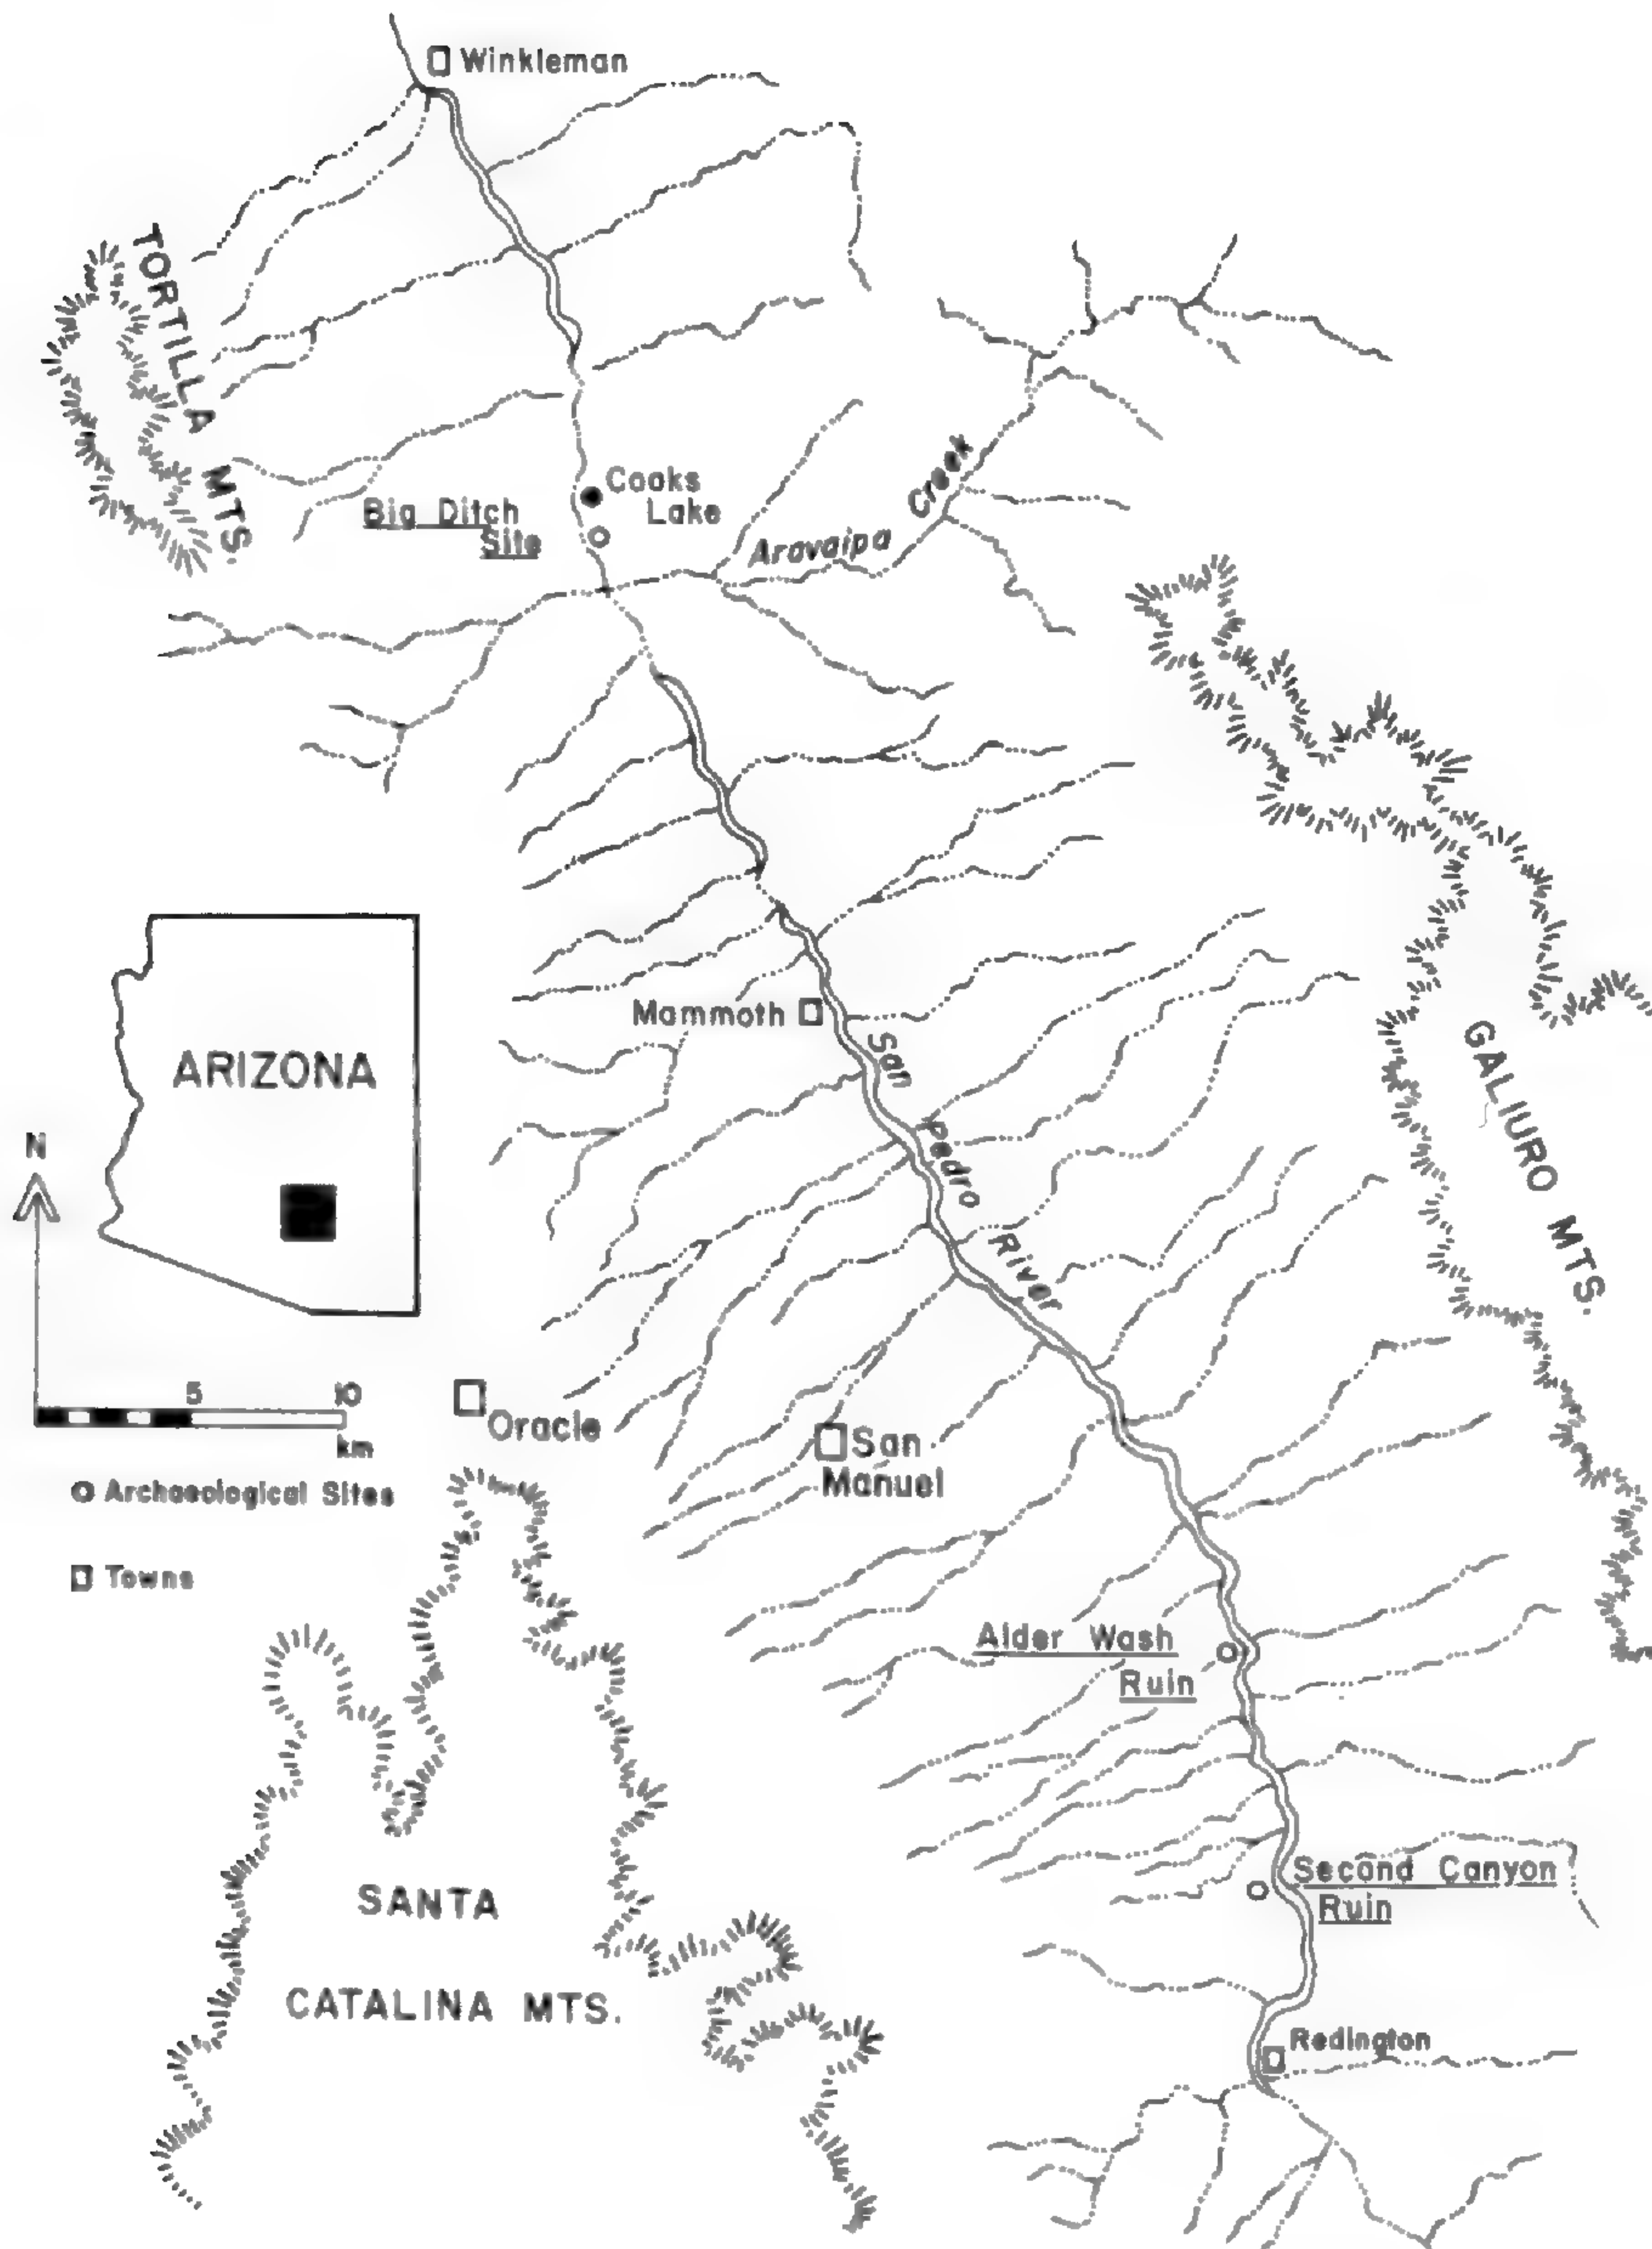 Winkleman
TORTILLA MTS.
Cooks
Lake
Big Ditch
Site
Aravaipa Creek
ARIZONA
Mammoth
San Pedro River
GALIURO MTS.
N
5 10
km
Oracle
San
Manuel
Archaeological Sites
Towns
Alder Wash
Ruin
SANTA
CATALINA MTS.
Second Canyon
Ruin
Redington